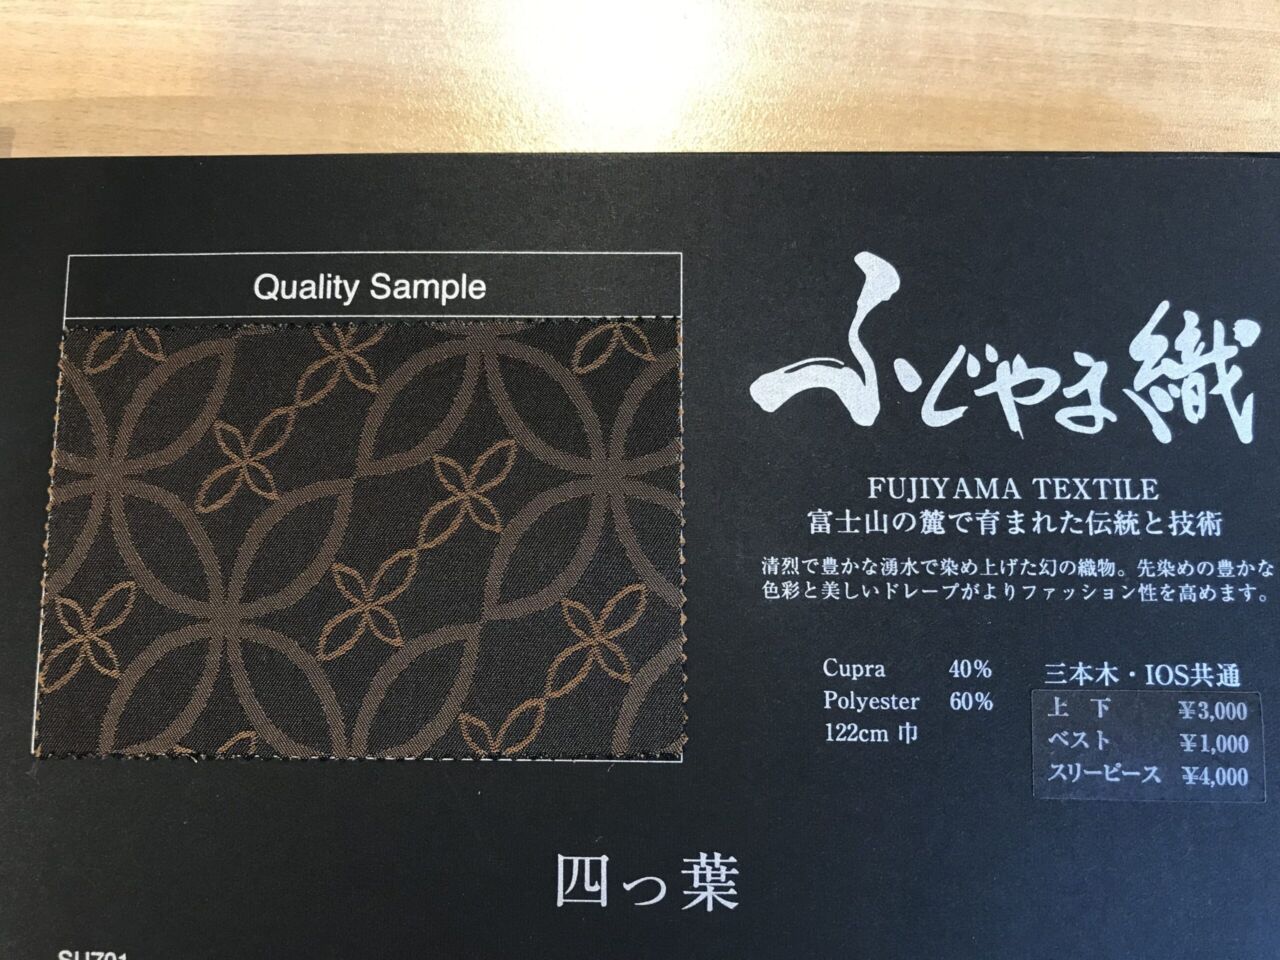 Quality Sample
ふじやま織
FUJIYAMA TEXTILE
富士山の麓で育まれた伝統と技術
清烈で豊かな湧水で染め上げた幻の織物。先染めの豊かな
色彩と美しいドレープがよりファッション性を高めます。
Cupra 40%
Polyester 60%
122cm 巾
三本木・IOS共通
上 下 ¥3,000
ベスト ¥1,000
スリーピース ¥4,000
四っ葉